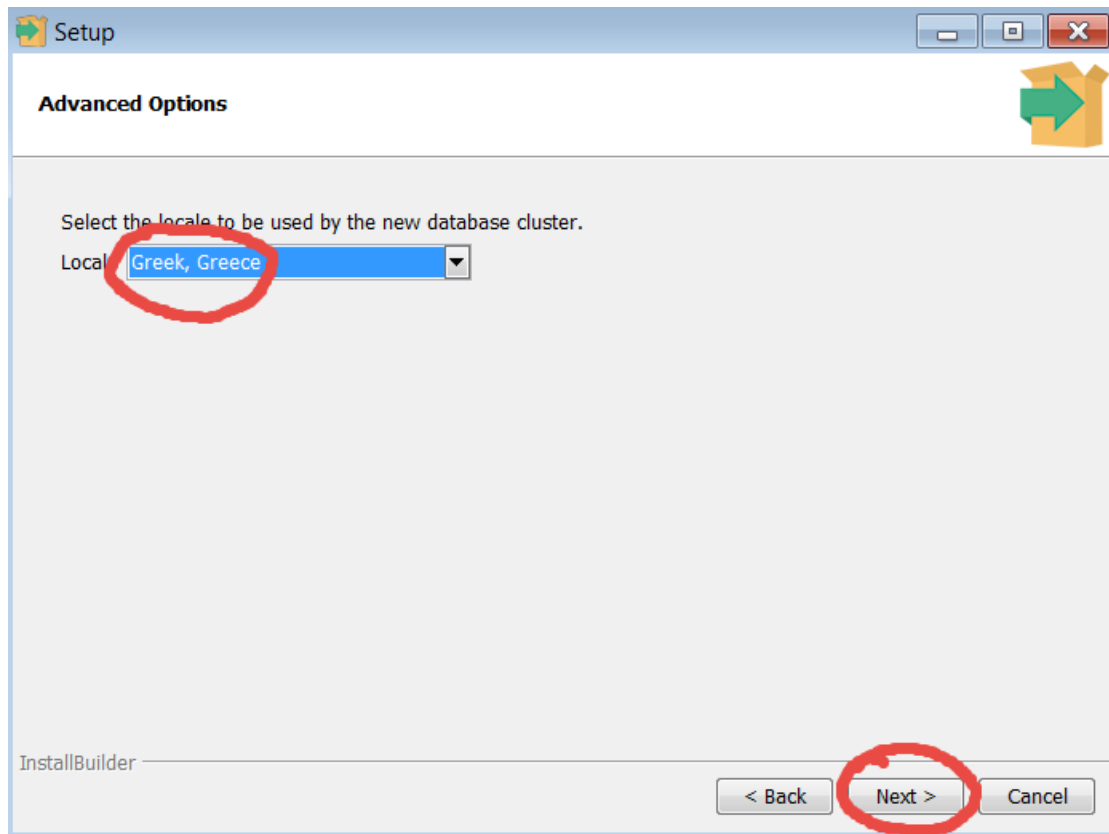 Setup
Advanced Options
Select the locale to be used by the new database cluster.
Local Greek, Greece
InstallBuilder
< Back Next > Cancel